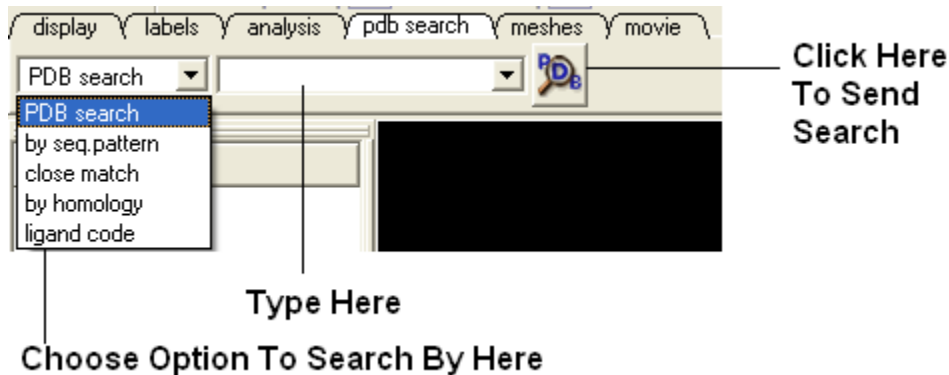 display labels analysis pdb search meshes movie
PDB search
PDB
Click Here
To Send
Search
PDB search
by seq.pattern
close match
by homology
ligand code
Type Here
Choose Option To Search By Here